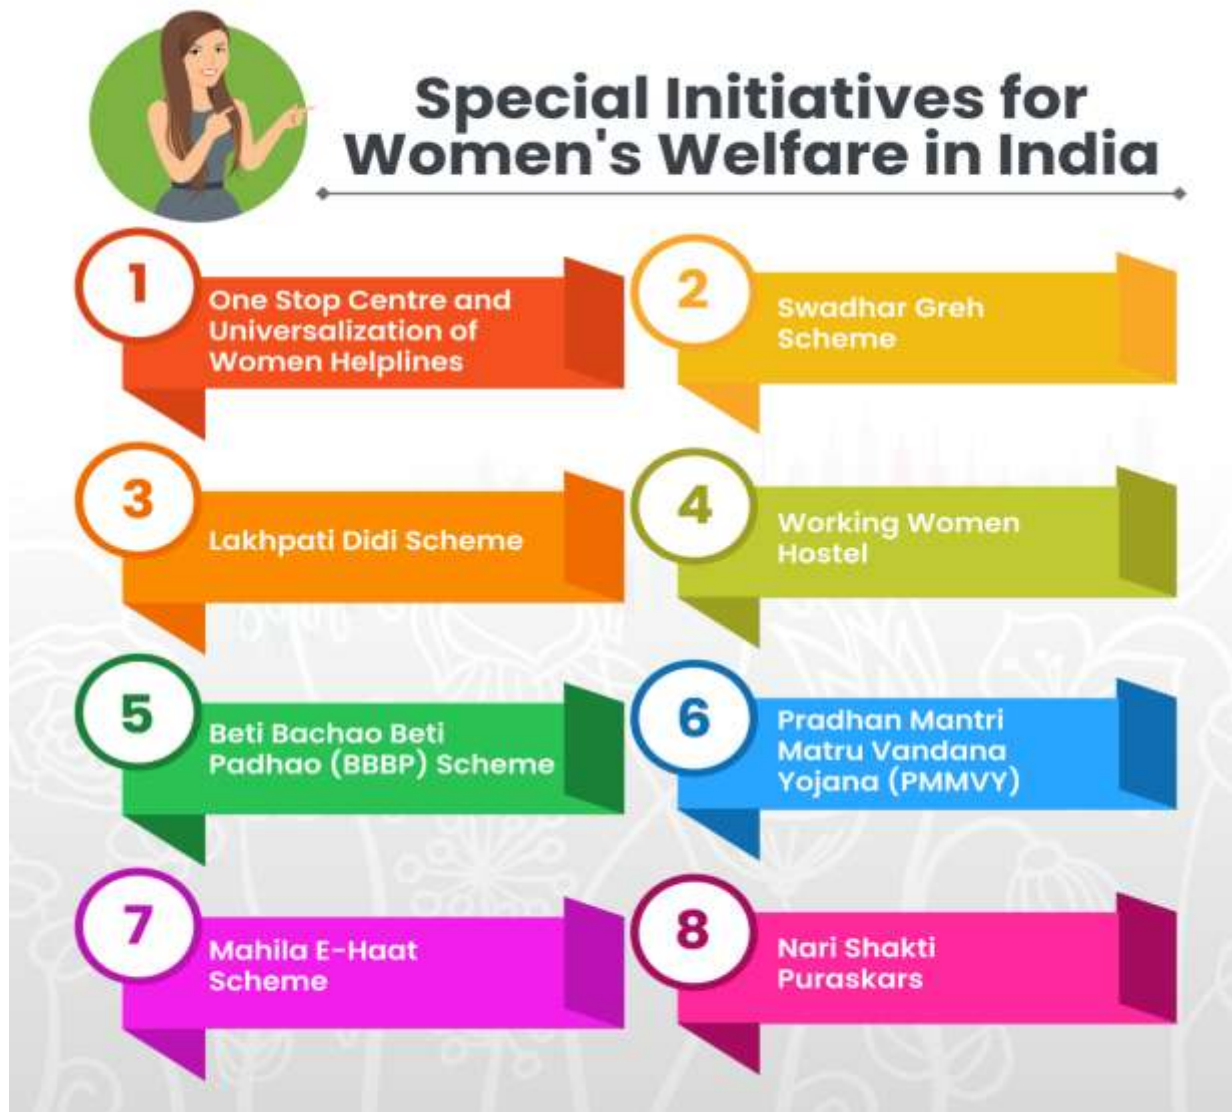 Special Initiatives for
Women's Welfare in India
1
One Stop Centre and
Universalization of
Women Helplines
2
Swadhar Greh
Scheme
3
Lakhpati Didi Scheme
4
Working Women
Hostel
5
Beti Bachao Beti
Padhao (BBBP) Scheme
6
Pradhan Mantri
Matru Vandana
Yojana (PMMVY)
7
Mahila E-Haat
Scheme
8
Nari Shakti
Puraskars